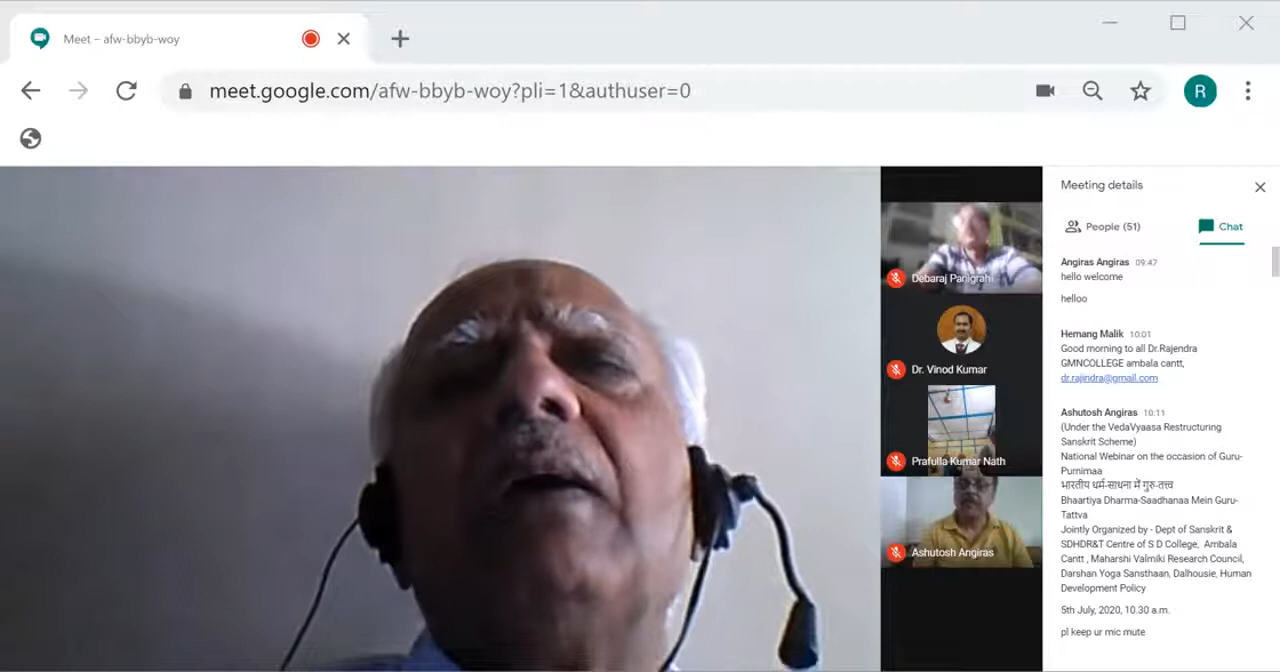 Meet – afw-bbyb-woy
meet.google.com/afw-bbyb-woy?pli=1&authuser=0
R
Debaraj Panigrahi
Dr. Vinod Kumar
Prafulla Kumar Nath
Ashutosh Angiras
Meeting details
People (51)
Chat
Angiras Angiras 09:47
hello welcome
helloo
Hemang Malik 10:01
Good morning to all Dr.Rajendra
GMNCOLLEGE ambala cantt,
dr.rajindra@gmail.com
Ashutosh Angiras 10:11
(Under the VedaVyaasa Restructuring
Sanskrit Scheme)
National Webinar on the occasion of Guru-
Purnimaa
भारतीय धर्म-साधना में गुरु-तत्त्व
Bhaartiya Dharma-Saadhanaa Mein Guru-
Tattva
Jointly Organized by - Dept of Sanskrit &
SDHDR&T Centre of S D College, Ambala
Cantt , Maharshi Valmiki Research Council,
Darshan Yoga Sansthaan, Dalhousie, Human
Development Policy
5th July, 2020, 10.30 a.m.
pl keep ur mic mute